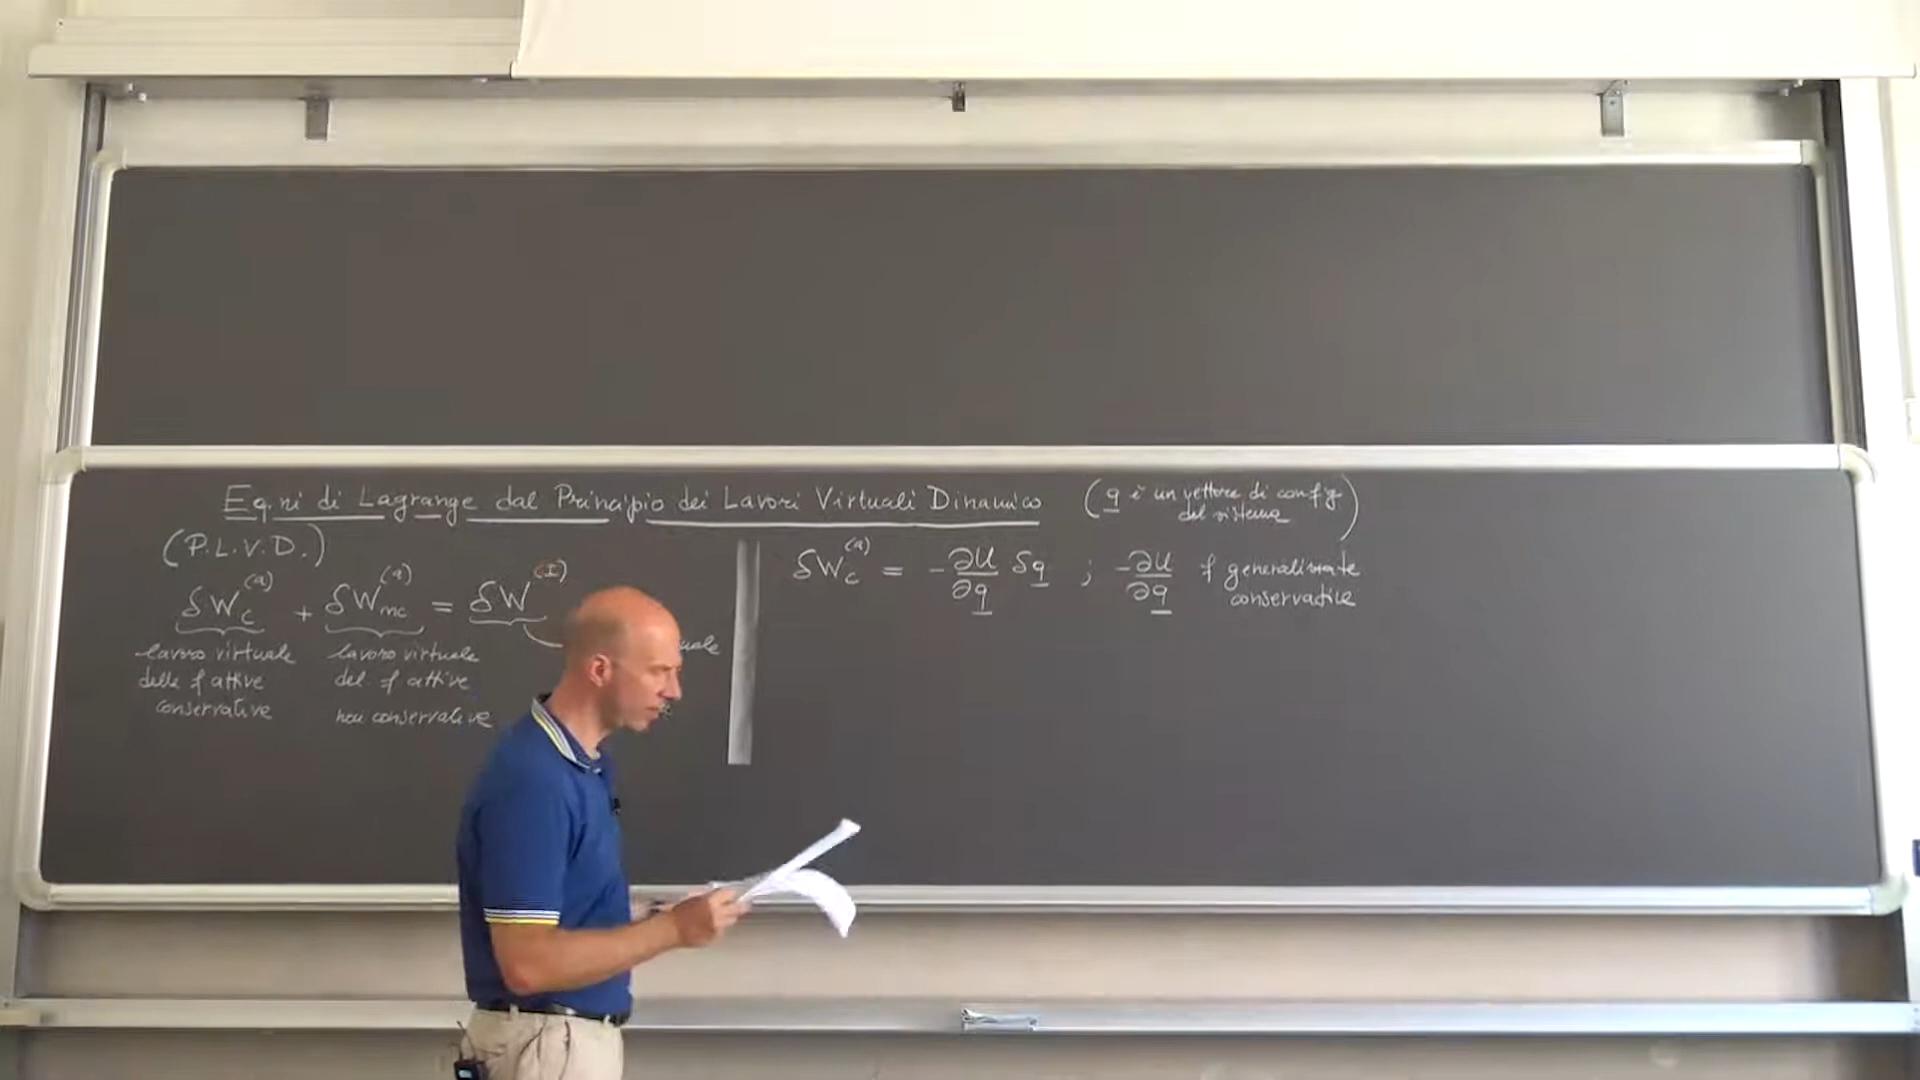 Eq.ni di Lagrange dal Principio dei Lavori Virtuali Dinamico
(q è un vettore di config del sistema)
(P.L.V.D.)
δW_c^(a) + δW_nc^(a) = δW^(I)
lavoro virtuale delle f attive conservative
lavoro virtuale del. f attive non conservative
δW_c^(a) = -∂U/∂q δq ; -∂U/∂q f generalizzate conservative